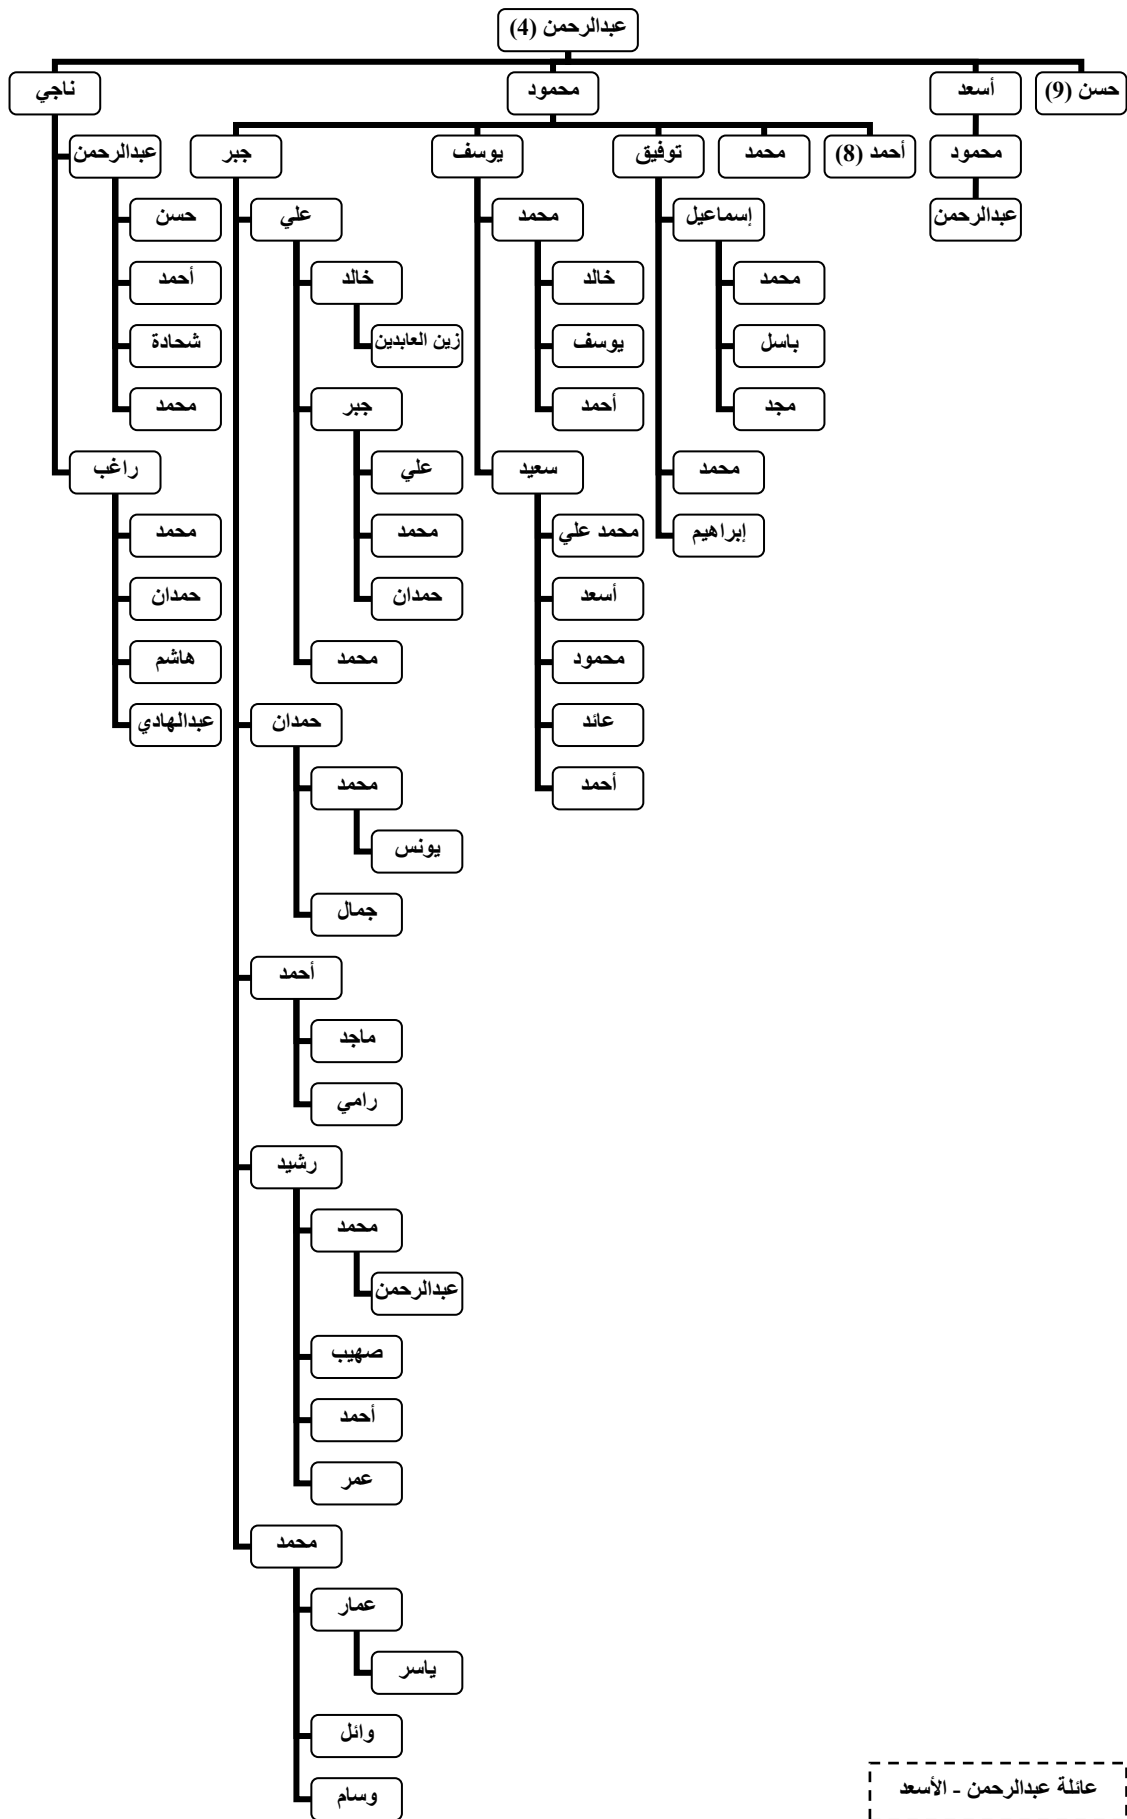 عبدالرحمن (4)
حسن (9)
أسعد
محمود
ناجي
أحمد (8)
محمد
توفيق
يوسف
جبر
محمود
عبدالرحمن
عبدالرحمن
إسماعيل
محمد
علي
حسن
محمد
خالد
خالد
أحمد
باسل
يوسف
زين العابدين
شحادة
مجد
أحمد
جبر
محمد
محمد
سعيد
علي
راغب
إبراهيم
محمد علي
محمد
محمد
أسعد
حمدان
حمدان
محمود
محمد
هاشم
عائد
حمدان
عبدالهادي
أحمد
محمد
يونس
جمال
أحمد
ماجد
رامي
رشيد
محمد
عبدالرحمن
صهيب
أحمد
عمر
محمد
عمار
ياسر
وائل
وسام
عائلة عبدالرحمن - الأسعد